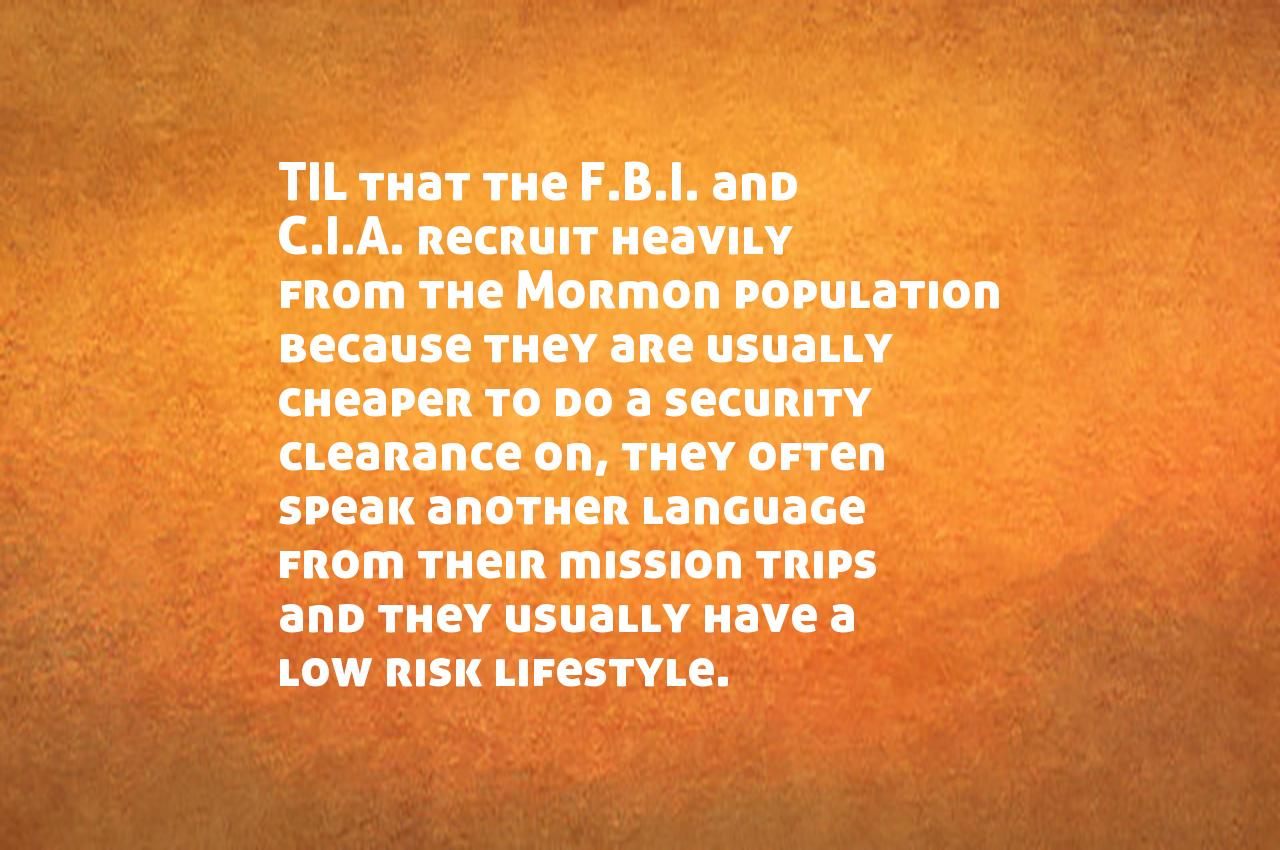 TIL that the F.B.I. and
C.I.A. recruit heavily
from the Mormon population
because they are usually
cheaper to do a security
clearance on, they often
speak another language
from their mission trips
and they usually have a
low risk lifestyle.